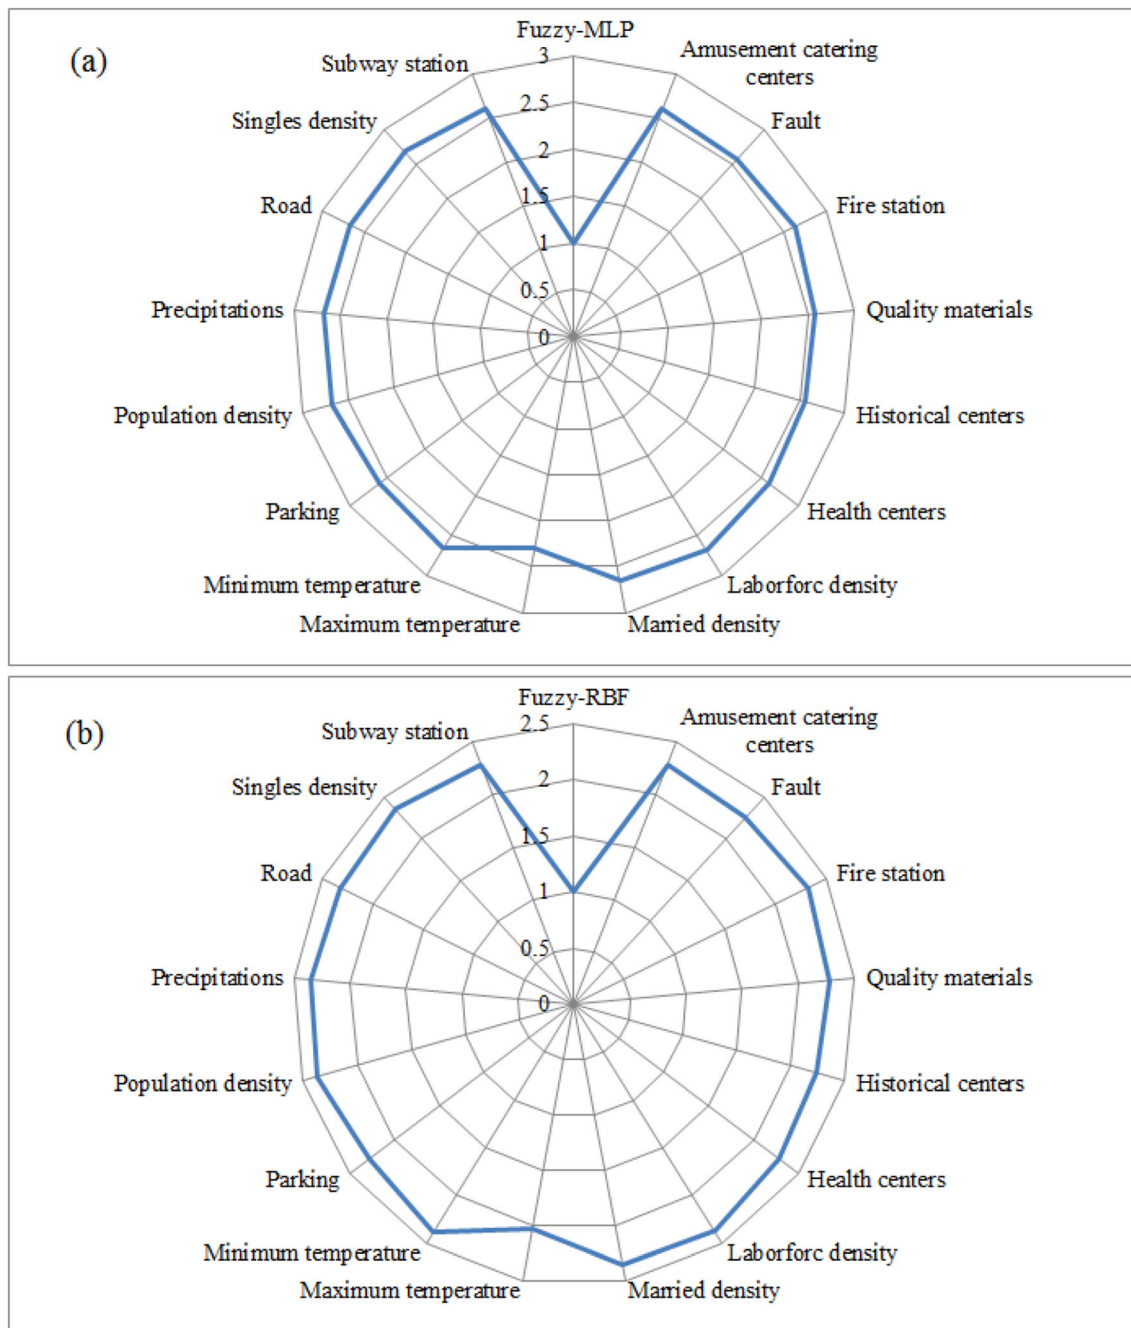 (a)
Fuzzy-MLP
Amusement catering
centers
Fault
Fire station
Quality materials
Historical centers
Health centers
Laborforc density
Married density
Maximum temperature
Minimum temperature
Parking
Population density
Precipitations
Road
Singles density
Subway station
3
2.5
2
1.5
1
0.5
0
(b)
Fuzzy-RBF
Amusement catering
centers
Fault
Fire station
Quality materials
Historical centers
Health centers
Laborforc density
Married density
Maximum temperature
Minimum temperature
Parking
Population density
Precipitations
Road
Singles density
Subway station
2.5
2
1.5
1
0.5
0